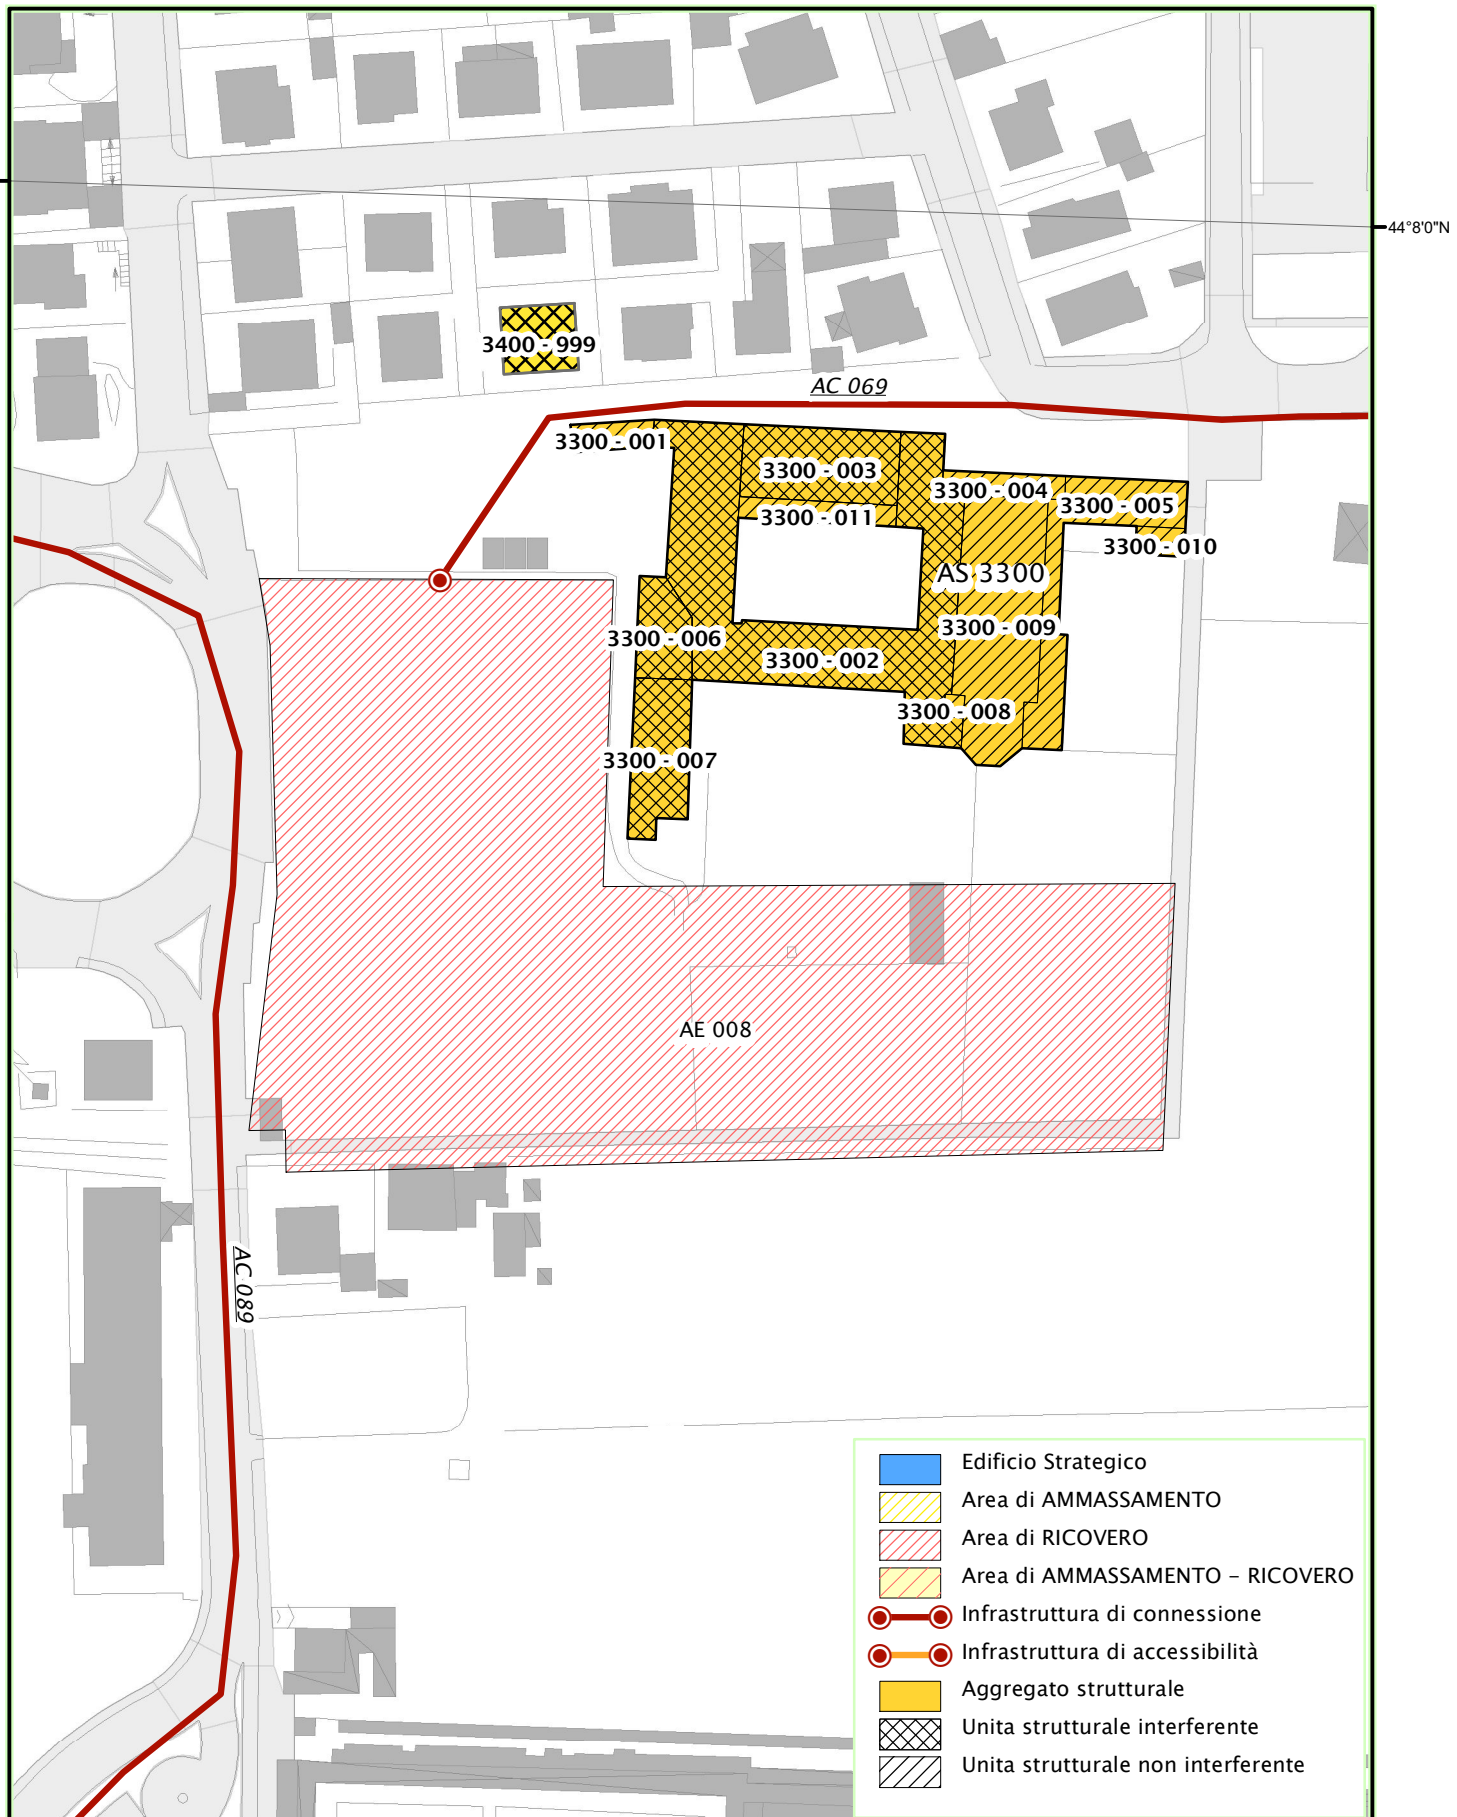 44°8'0"N
3400 - 999
AC 069
3300 - 001
3300 - 003
3300 - 004
3300 - 005
3300 - 011
3300 - 010
AS 3300
3300 - 009
3300 - 006
3300 - 002
3300 - 008
3300 - 007
AE 008
AC 089
Edificio Strategico
Area di AMMASSAMENTO
Area di RICOVERO
Area di AMMASSAMENTO – RICOVERO
Infrastruttura di connessione
Infrastruttura di accessibilità
Aggregato strutturale
Unita strutturale interferente
Unita strutturale non interferente